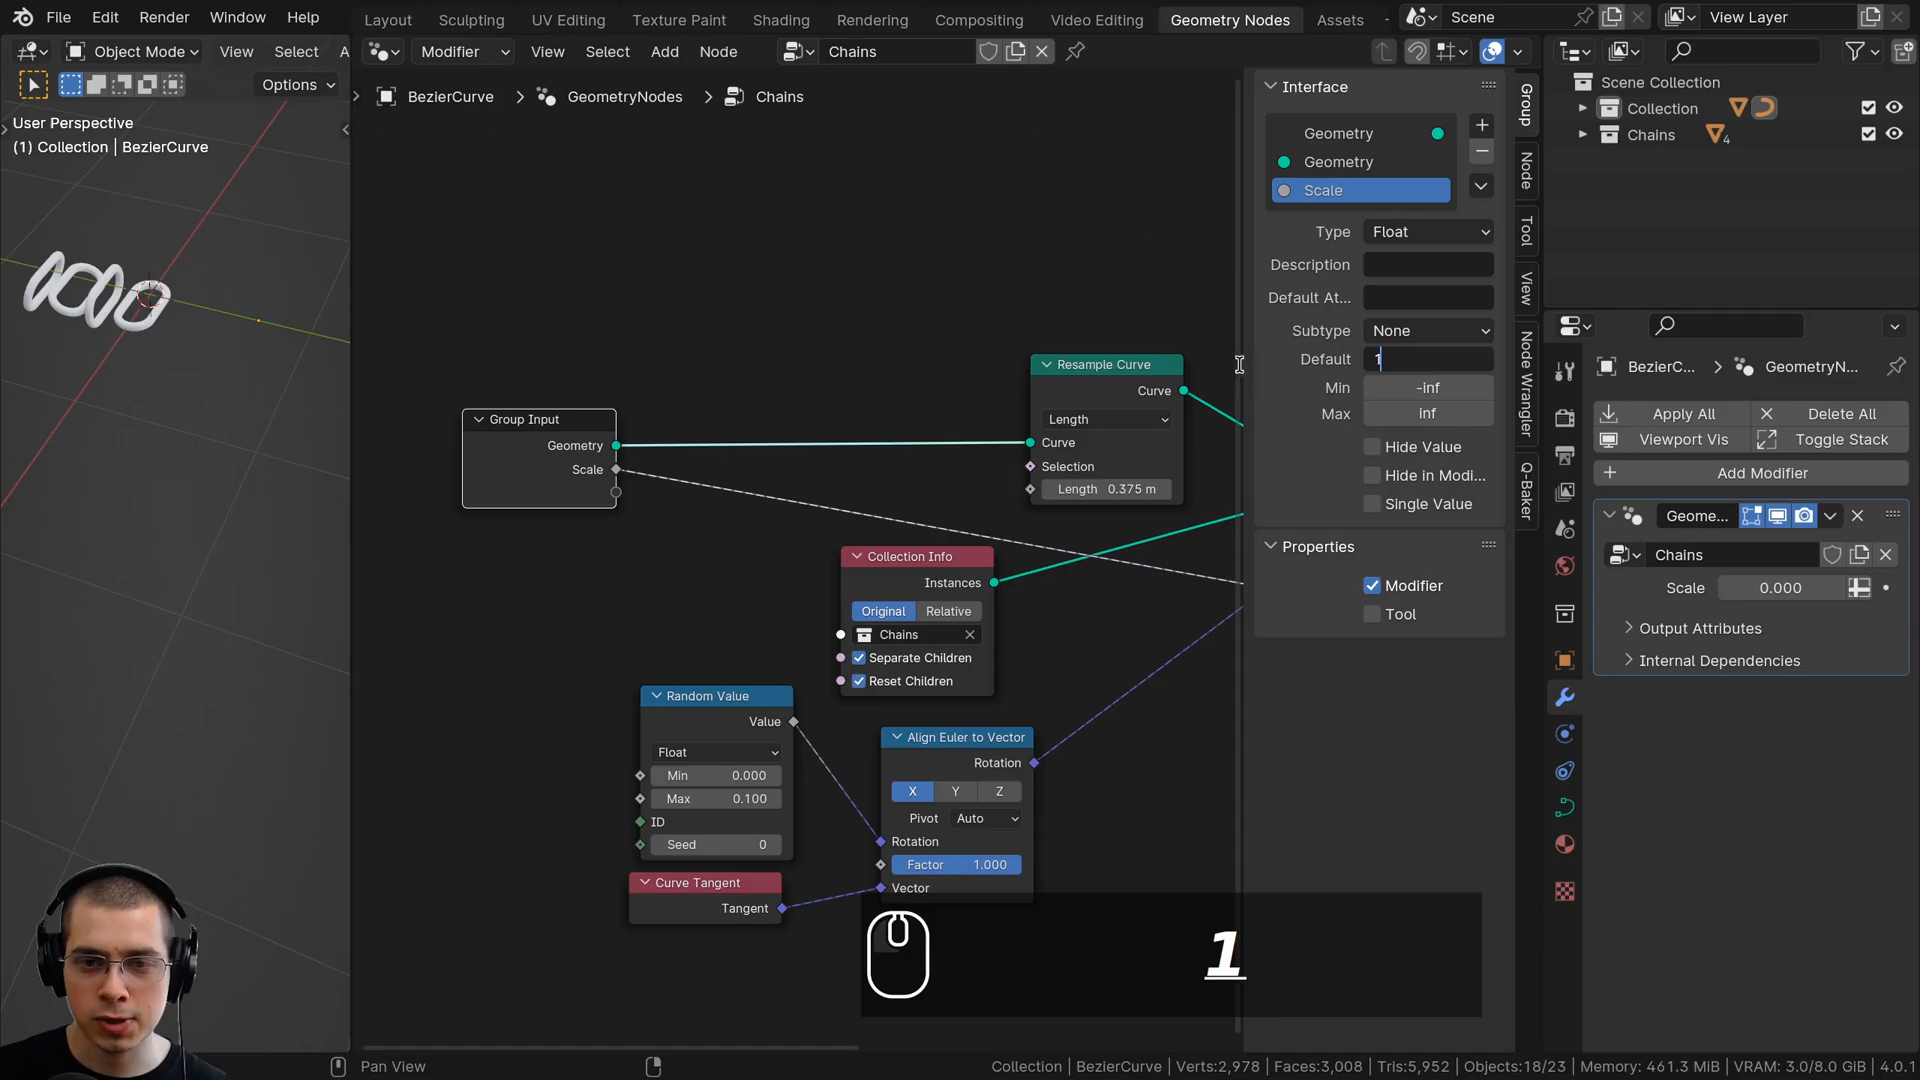 File Edit Render Window Help
Layout Sculpting UV Editing Texture Paint Shading Rendering Compositing Video Editing Geometry Nodes Assets
Scene
View Layer
Object Mode View Select A
Modifier View Select Add Node Chains
Options
BezierCurve > GeometryNodes > Chains
User Perspective
(1) Collection | BezierCurve
Interface
Geometry
Geometry
Scale
Type Float
Description
Default At...
Subtype None
Default 1
Min -inf
Max inf
Hide Value
Hide in Modi...
Single Value
Properties
Modifier
Tool
Group
Node
Tool
View
Node Wrangler
Q-Baker
Group Input
Geometry
Scale
Resample Curve
Curve
Length
Curve
Selection
Length 0.375 m
Collection Info
Instances
Original Relative
Chains
Separate Children
Reset Children
Random Value
Value
Float
Min 0.000
Max 0.100
ID
Seed 0
Align Euler to Vector
Rotation
X Y Z
Pivot Auto
Rotation
Factor 1.000
Vector
Curve Tangent
Tangent
1
Scene Collection
Collection
Chains 4
BezierC... > GeometryN...
Apply All Delete All
Viewport Vis Toggle Stack
Add Modifier
Geome...
Chains
Scale 0.000
Output Attributes
Internal Dependencies
Pan View
Collection | BezierCurve | Verts:2,978 | Faces:3,008 | Tris:5,952 | Objects:18/23 | Memory: 461.3 MiB | VRAM: 3.0/8.0 GiB | 4.0.1